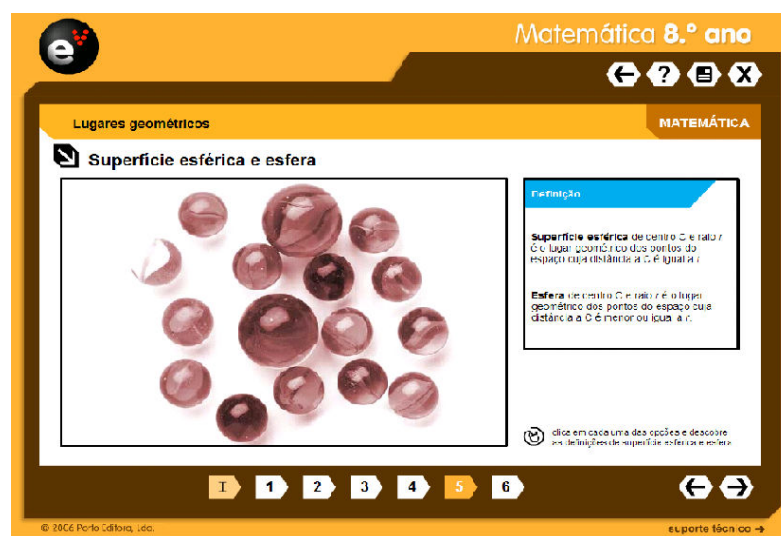 e
Matemática 8.º ano
?
X
Lugares geométricos
MATEMÁTICA
Superfície esférica e esfera
Definição
Superfície esférica de centro C e raio r
é o lugar geométrico dos pontos do
espaço cuja distância a C é igual a r.
Esfera de centro C e raio r é o lugar
geométrico dos pontos do espaço cuja
distância a C é menor ou igual a r.
clica em cada uma das opções e descobre
as definições de superfície esférica e esfera
I 1 2 3 4 5 6
© 2006 Porto Editora, Lda.
suporte técnico